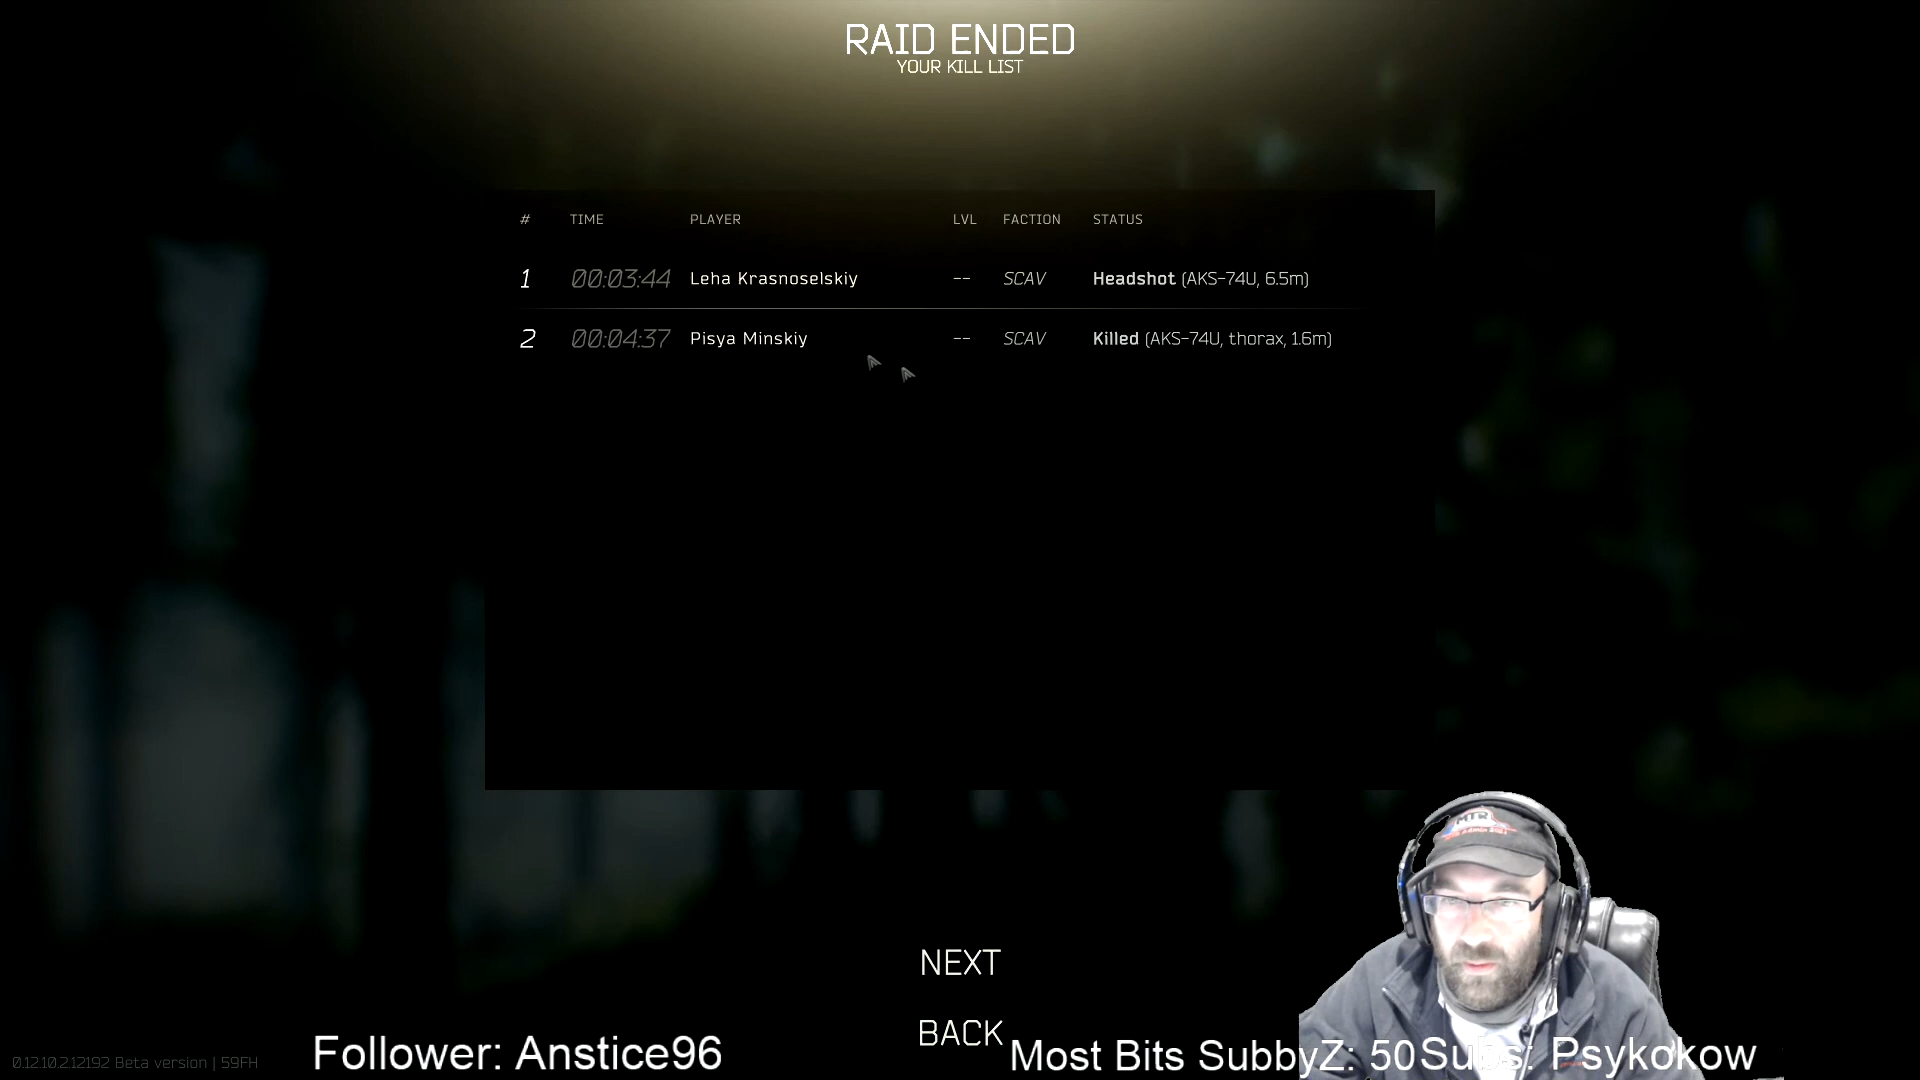 RAID ENDED
YOUR KILL LIST
# TIME PLAYER LVL FACTION STATUS
1 00:03:44 Leha Krasnoselskiy -- SCAV Headshot (AKS-74U, 6.5m)
2 00:04:37 Pisya Minskiy -- SCAV Killed (AKS-74U, thorax, 1.6m)
NEXT
BACK
Follower: Anstice96
Most Bits SubbyZ: 50
Subs: Psykokow
0.12.10.2.12192 Beta version | 59FH